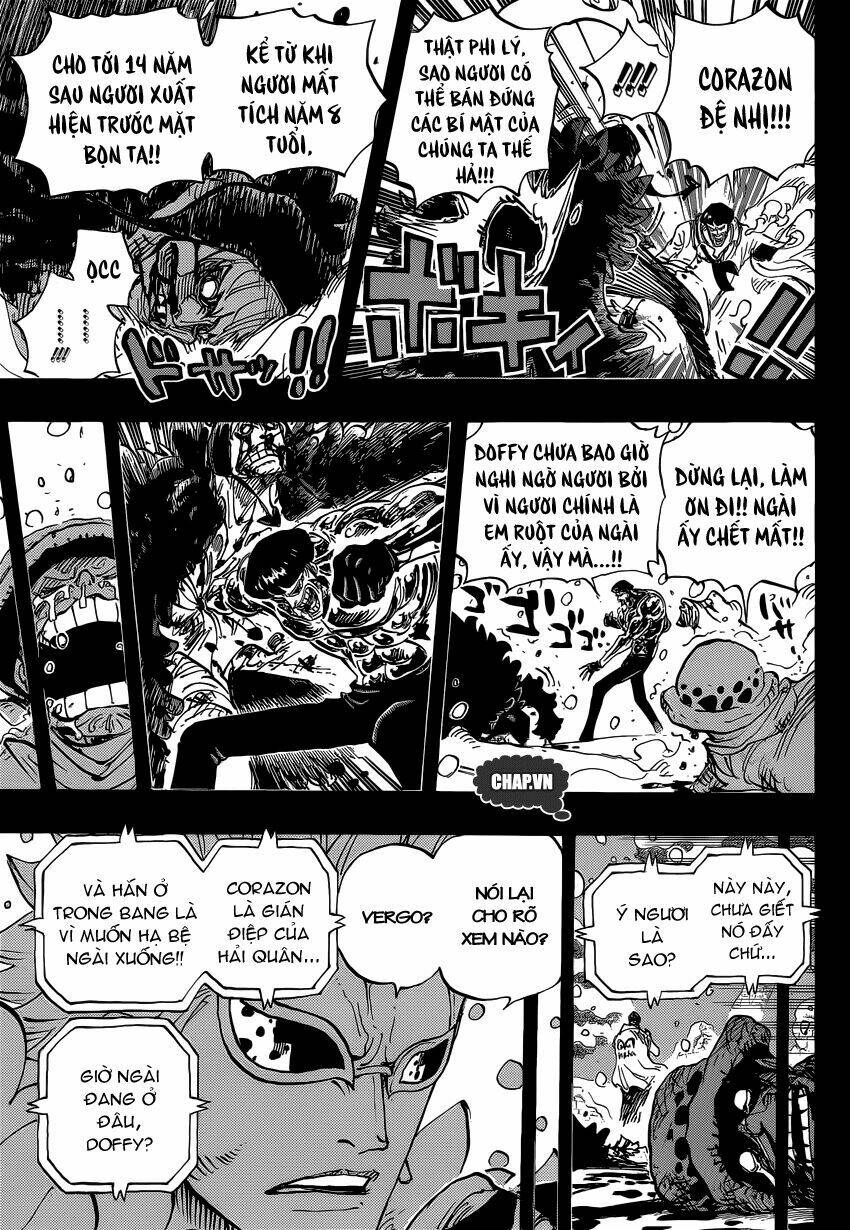 CORAZON
ĐỆ NHỊ!!!
!!!!
THẬT PHI LÝ,
SAO NGƯƠI CÓ
THỂ BÁN ĐỨNG
CÁC BÍ MẬT CỦA
CHÚNG TA THẾ
HẢ!!!
ボキィ
!!
KỂ TỪ KHI
NGƯƠI MẤT
TÍCH NĂM 8
TUỔI,
CHO TỚI 14 NĂM
SAU NGƯƠI XUẤT
HIỆN TRƯỚC MẶT
BỌN TA!!
ỌCC
ドサッ!!
DỪNG LẠI, LÀM
ƠN ĐI!! NGÀI
ẤY CHẾT MẤT!!
DOFFY CHƯA BAO GIỜ
NGHI NGỜ NGƯƠI BỞI
VÌ NGƯƠI CHÍNH LÀ
EM RUỘT CỦA NGÀI
ẤY, VẬY MÀ...!!
ゴゴゴ
CHAP.VN
NÀY NÀY,
CHƯA GIẾT
NÓ ĐẤY
CHỨ...
Ý NGƯƠI
LÀ
SAO?
NÓI LẠI
CHO RÕ
XEM NÀO?
VERGO?
CORAZON
LÀ GIÁN
ĐIỆP CỦA
HẢI QUÂN...
VÀ HẮN Ở
TRONG BANG LÀ
VÌ MUỐN HẠ BỆ
NGÀI XUỐNG!!
GIỜ NGÀI
ĐANG Ở
ĐÂU,
DOFFY?